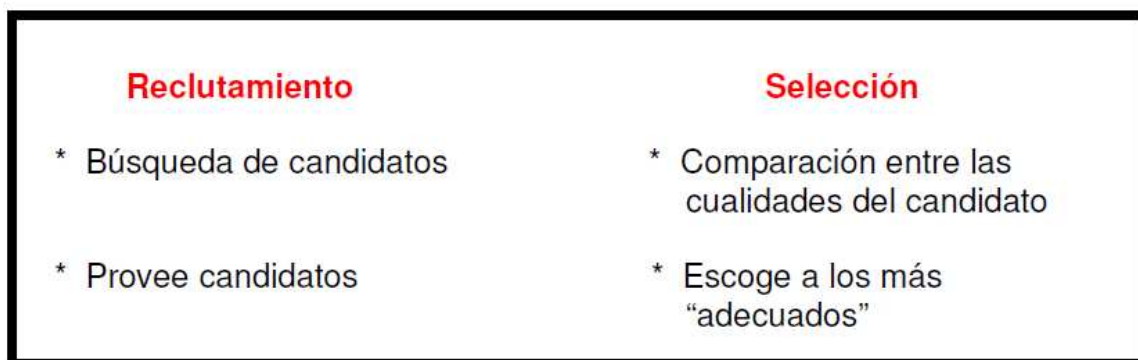 Reclutamiento
* Búsqueda de candidatos
* Provee candidatos
Selección
* Comparación entre las
cualidades del candidato
* Escoge a los más
“adecuados”